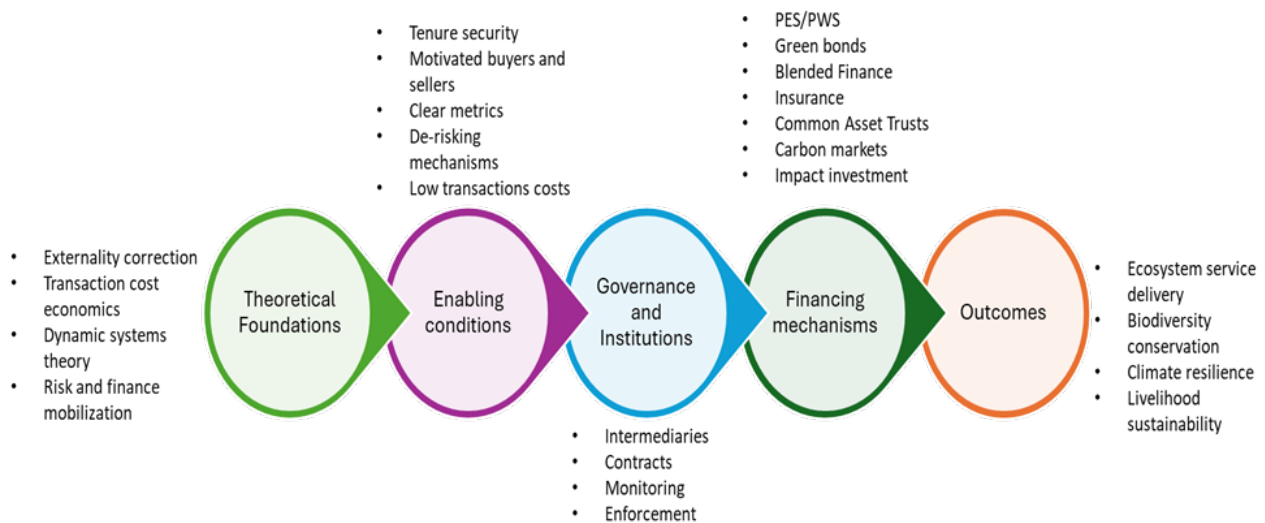 • Externality correction
• Transaction cost
economics
• Dynamic systems
theory
• Risk and finance
mobilization
Theoretical
Foundations
• Tenure security
• Motivated buyers and
sellers
• Clear metrics
• De-risking
mechanisms
• Low transactions costs
Enabling
conditions
Governance
and
Institutions
• Intermediaries
• Contracts
• Monitoring
• Enforcement
• PES/PWS
• Green bonds
• Blended Finance
• Insurance
• Common Asset Trusts
• Carbon markets
• Impact investment
Financing
mechanisms
Outcomes
• Ecosystem service
delivery
• Biodiversity
conservation
• Climate resilience
• Livelihood
sustainability